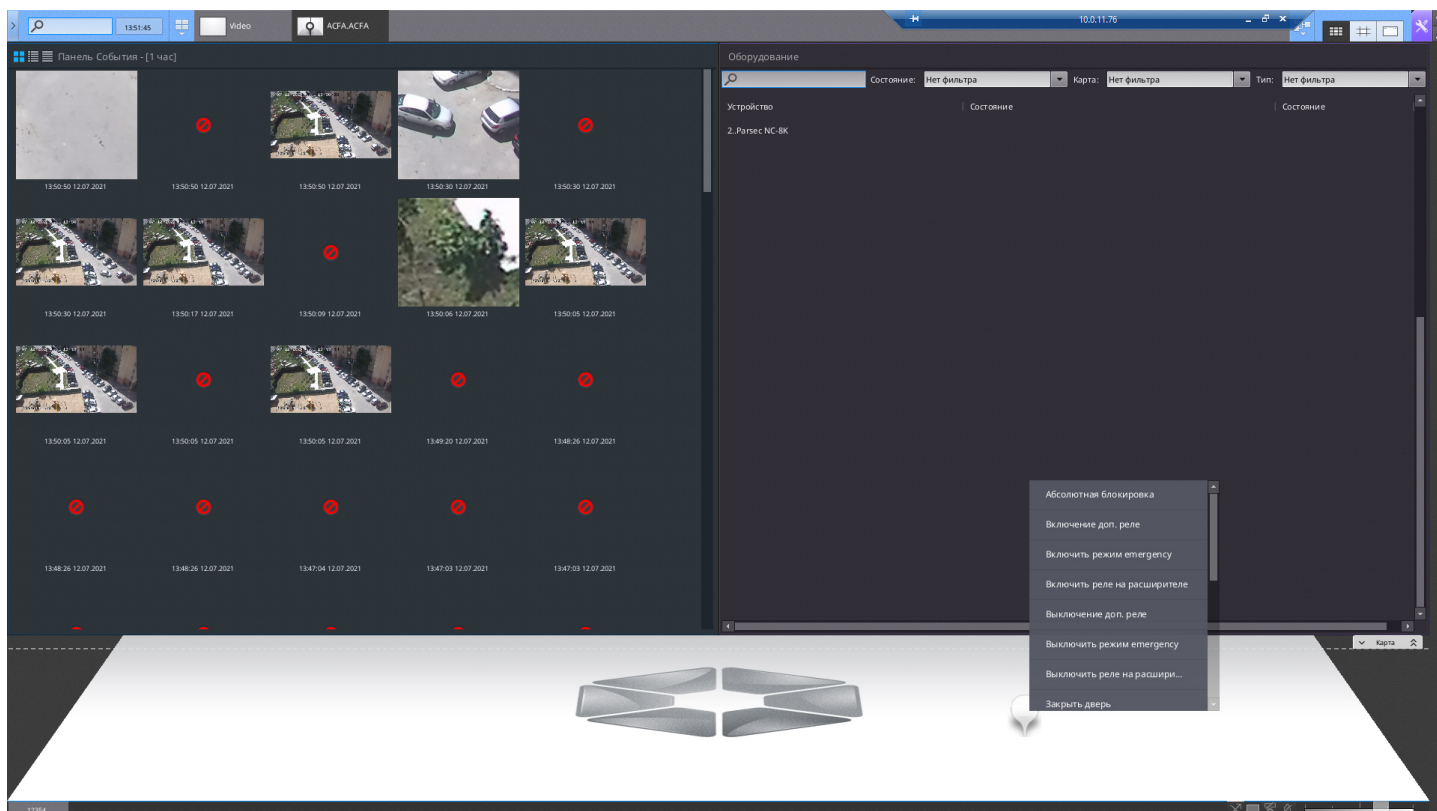 13:51:45
Video
ACFA.ACFA
10.0.11.76
Панель События - [1 час]
Оборудование
Состояние: Нет фильтра
Карта: Нет фильтра
Тип: Нет фильтра
Устройство
Состояние
Состояние
2..Parsec NC-8K
13:50:50 12.07.2021
13:50:50 12.07.2021
13:50:50 12.07.2021
13:50:30 12.07.2021
13:50:30 12.07.2021
13:50:30 12.07.2021
13:50:17 12.07.2021
13:50:09 12.07.2021
13:50:06 12.07.2021
13:50:05 12.07.2021
13:50:05 12.07.2021
13:50:05 12.07.2021
13:50:05 12.07.2021
13:49:20 12.07.2021
13:48:26 12.07.2021
13:48:26 12.07.2021
13:48:26 12.07.2021
13:47:04 12.07.2021
13:47:03 12.07.2021
13:47:03 12.07.2021
Абсолютная блокировка
Включение доп. реле
Включить режим emergency
Включить реле на расширителе
Выключение доп. реле
Выключить режим emergency
Выключить реле на расшири...
Закрыть дверь
Карта